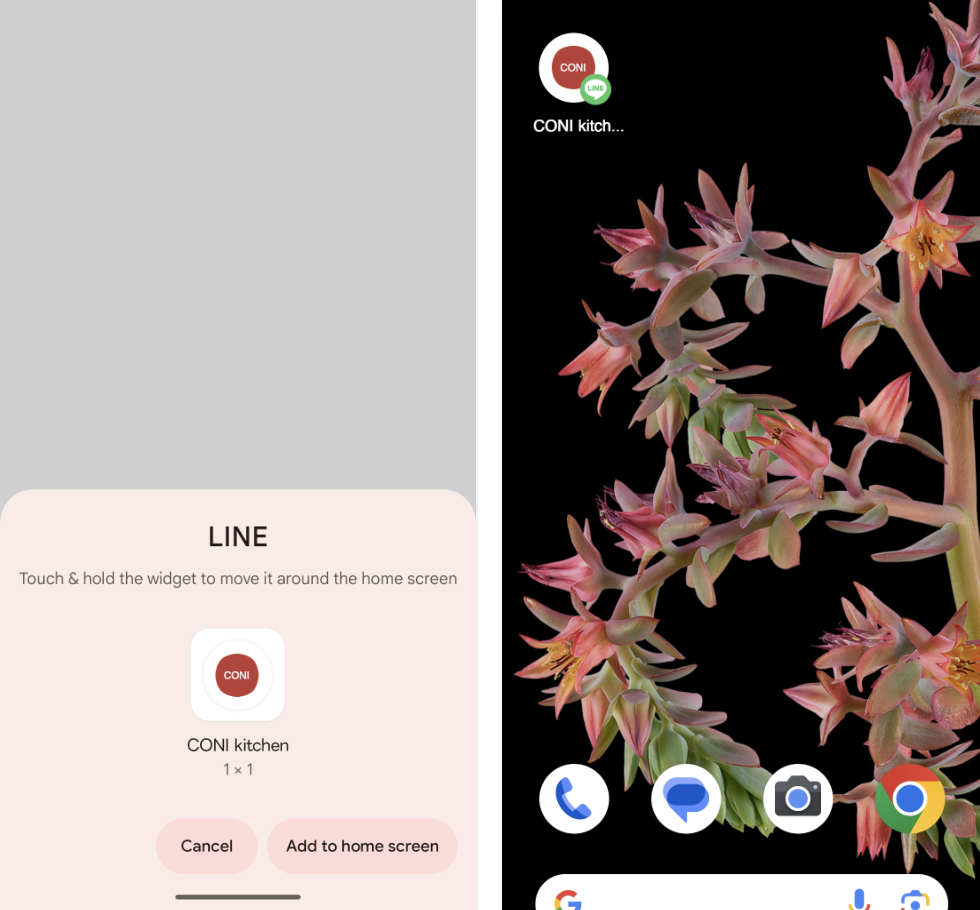 LINE
Touch & hold the widget to move it around the home screen
CONI
CONI kitchen
1 × 1
Cancel
Add to home screen
CONI
LINE
CONI kitch...